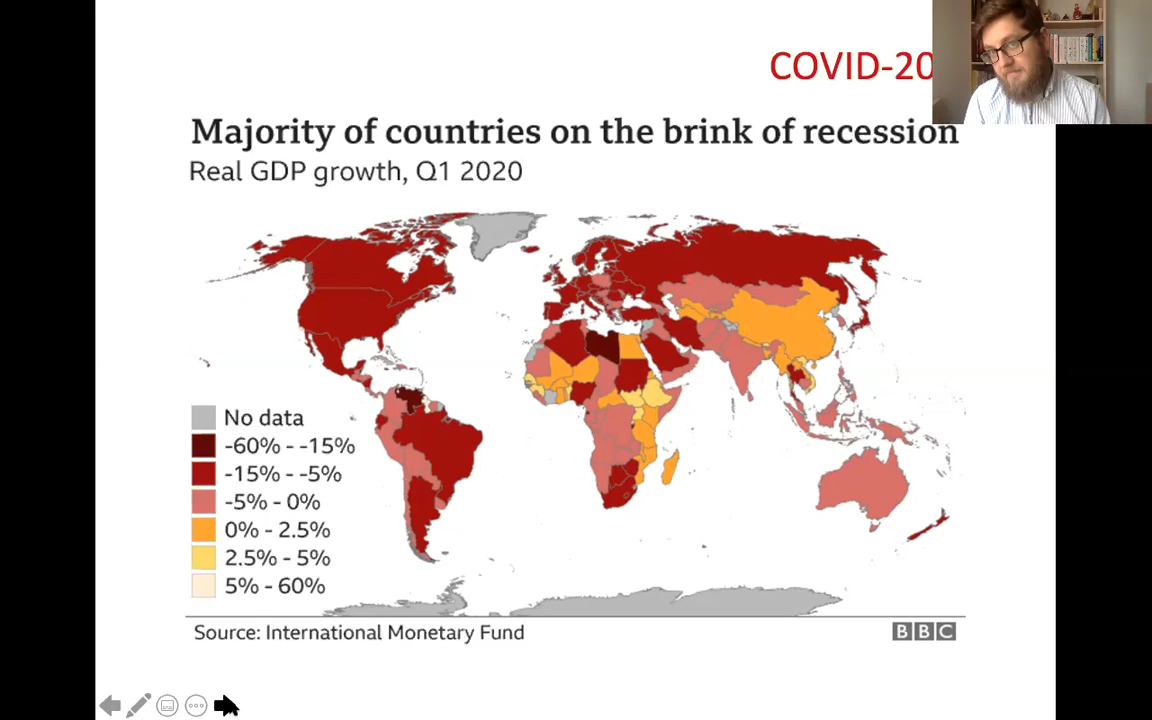 COVID-20
Majority of countries on the brink of recession
Real GDP growth, Q1 2020
No data
-60% - -15%
-15% - -5%
-5% - 0%
0% - 2.5%
2.5% - 5%
5% - 60%
Source: International Monetary Fund
BBC